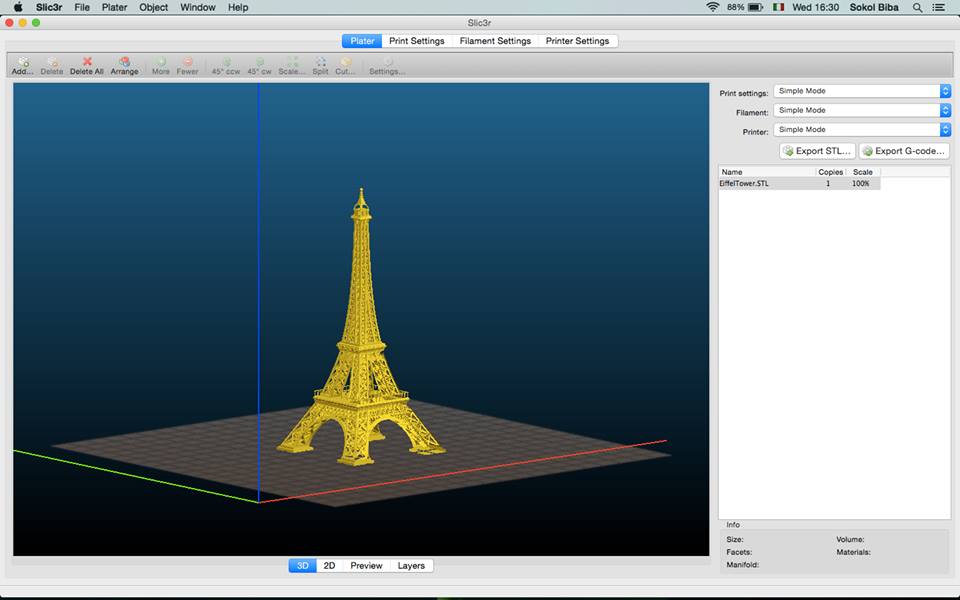 Slic3r File Plater Object Window Help 88% Wed 16:30 Sokol Biba
Slic3r
Plater Print Settings Filament Settings Printer Settings
Add... Delete Delete All Arrange More Fewer 45° ccw 45° cw Scale... Split Cut... Settings...
Print settings: Simple Mode
Filament: Simple Mode
Printer: Simple Mode
Export STL... Export G-code...
Name Copies Scale
EiffelTower.STL 1 100%
Info
Size: Volume:
Facets: Materials:
Manifold:
3D 2D Preview Layers